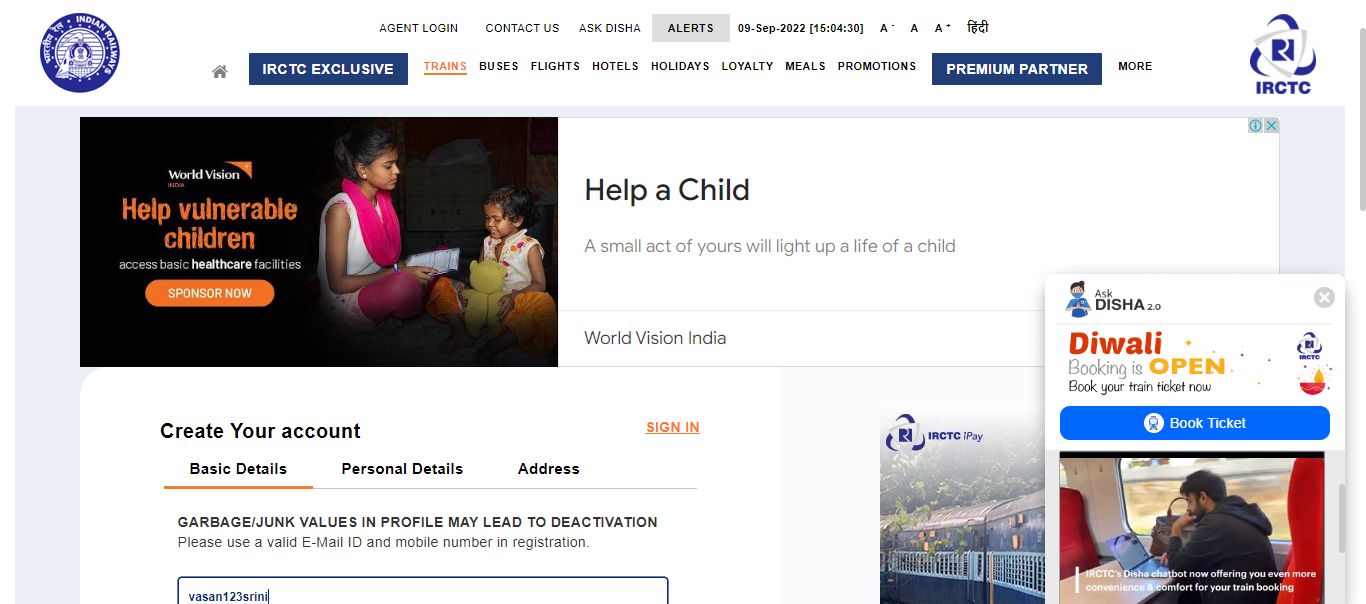 AGENT LOGIN CONTACT US ASK DISHA ALERTS 09-Sep-2022 [15:04:30] A - A A + हिंदी
IRCTC EXCLUSIVE TRAINS BUSES FLIGHTS HOTELS HOLIDAYS LOYALTY MEALS PROMOTIONS PREMIUM PARTNER MORE
भारतीय रेल INDIAN RAILWAYS
IRCTC
World Vision
INDIA
Help vulnerable
children
access basic healthcare facilities
SPONSOR NOW
Help a Child
A small act of yours will light up a life of a child
World Vision India
Ask
DISHA 2.0
Diwali
Booking is OPEN
Book your train ticket now
IRCTC
Book Ticket
IRCTC's Disha chatbot now offering you even more
convenience & comfort for your train booking
Create Your account SIGN IN
Basic Details Personal Details Address
GARBAGE/JUNK VALUES IN PROFILE MAY LEAD TO DEACTIVATION
Please use a valid E-Mail ID and mobile number in registration.
vasan123srini
IRCTC iPay